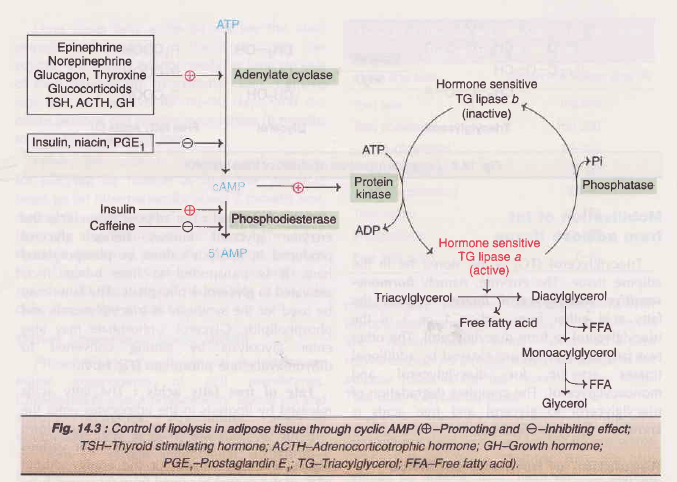 ATP
Epinephrine
Norepinephrine
Glucagon, Thyroxine
Glucocorticoids
TSH, ACTH, GH
⊕
Adenylate cyclase
Insulin, niacin, PGE₁
⊖
cAMP
⊕
Protein
kinase
Insulin
⊕
Caffeine
⊖
Phosphodiesterase
5' AMP
Hormone sensitive
TG lipase b
(inactive)
ATP
ADP
Pi
Phosphatase
Hormone sensitive
TG lipase a
(active)
Triacylglycerol
Diacylglycerol
Free fatty acid
FFA
Monoacylglycerol
FFA
Glycerol
Fig. 14.3 : Control of lipolysis in adipose tissue through cyclic AMP (⊕–Promoting and ⊖–Inhibiting effect;
TSH–Thyroid stimulating hormone; ACTH–Adrenocorticotrophic hormone; GH–Growth hormone;
PGE₁–Prostaglandin E₁; TG–Triacylglycerol; FFA–Free fatty acid).